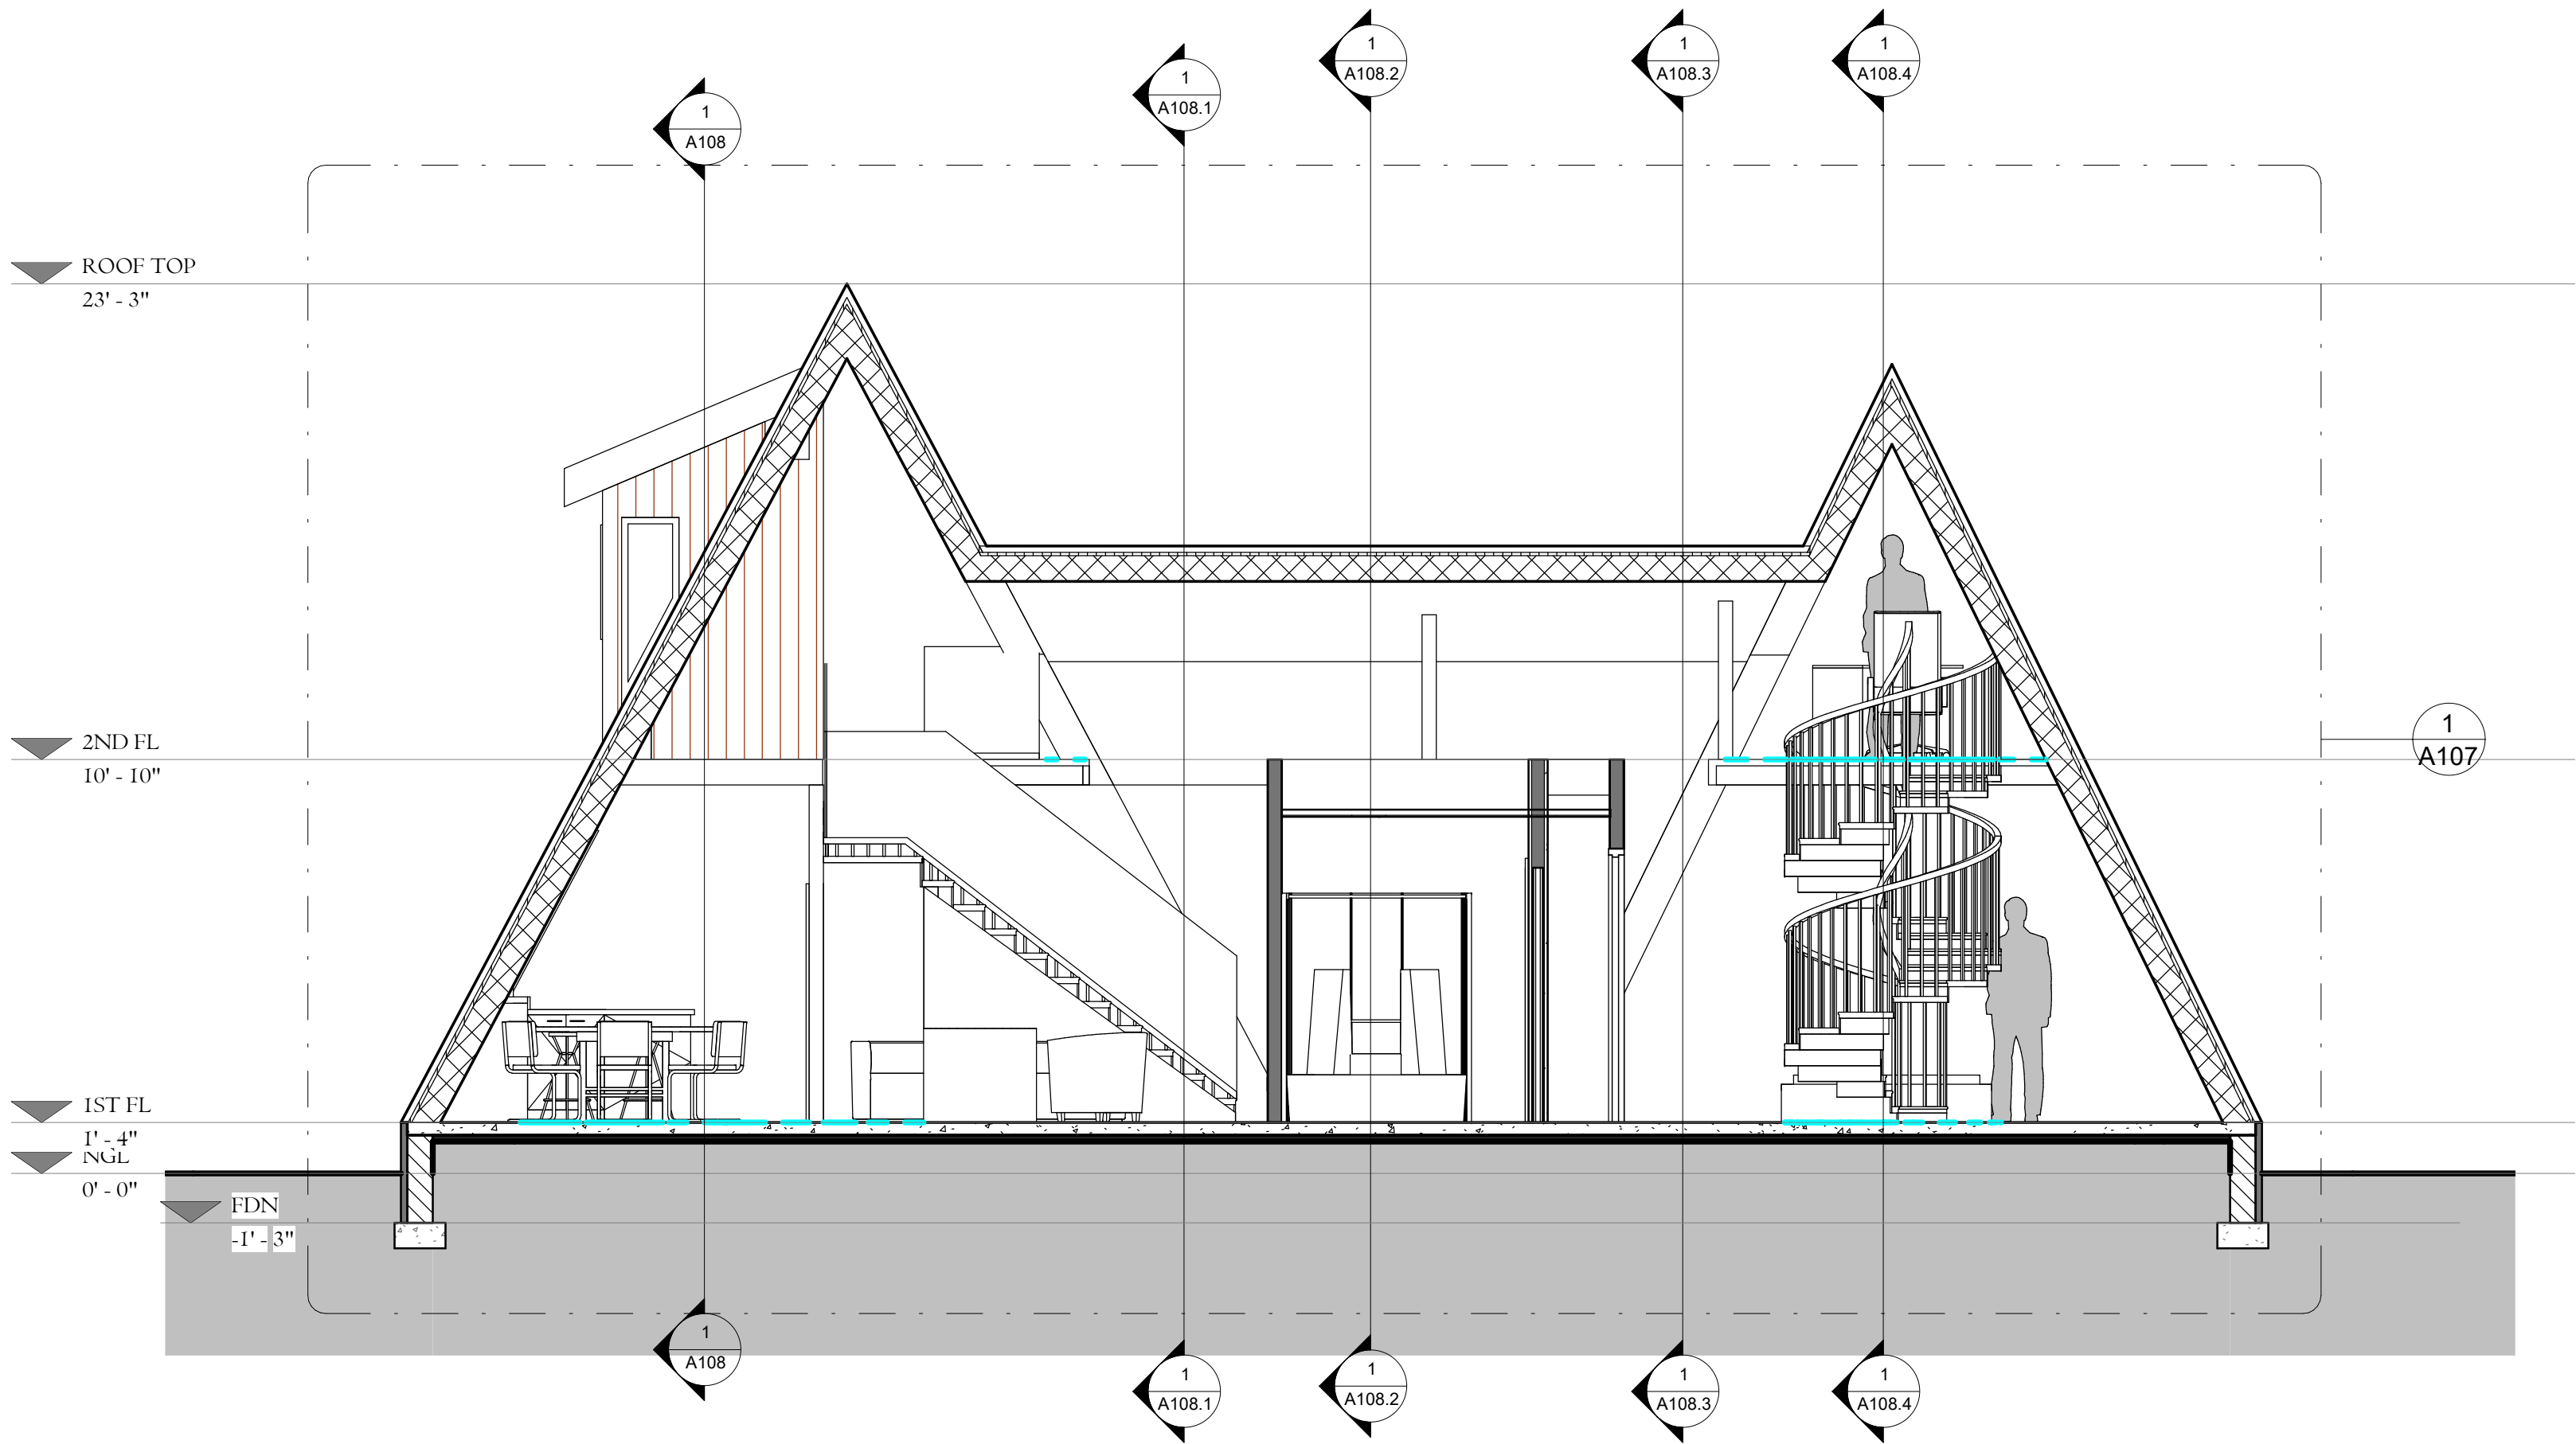 1
A108.2
1
A108.3
1
A108.4
1
A108.1
1
A108
ROOF TOP
23' - 3"
2ND FL
10' - 10"
1
A107
1ST FL
1' - 4"
NGL
0' - 0"
FDN
-1' - 3"
1
A108
1
A108.1
1
A108.2
1
A108.3
1
A108.4